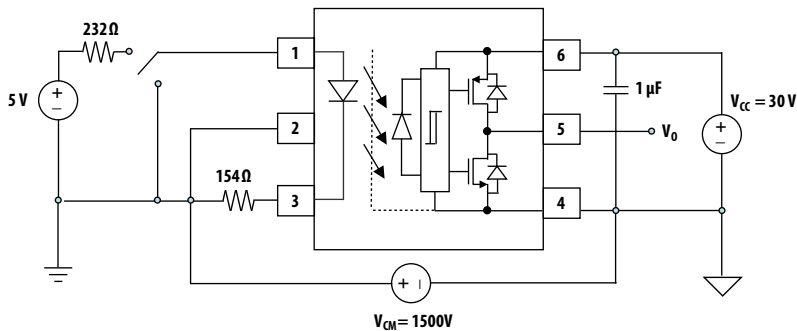 232Ω
5 V
+
−
1
2
3
154Ω
6
5
4
1 µF
V_CC = 30 V
+
−
V_O
+ −
V_CM = 1500V